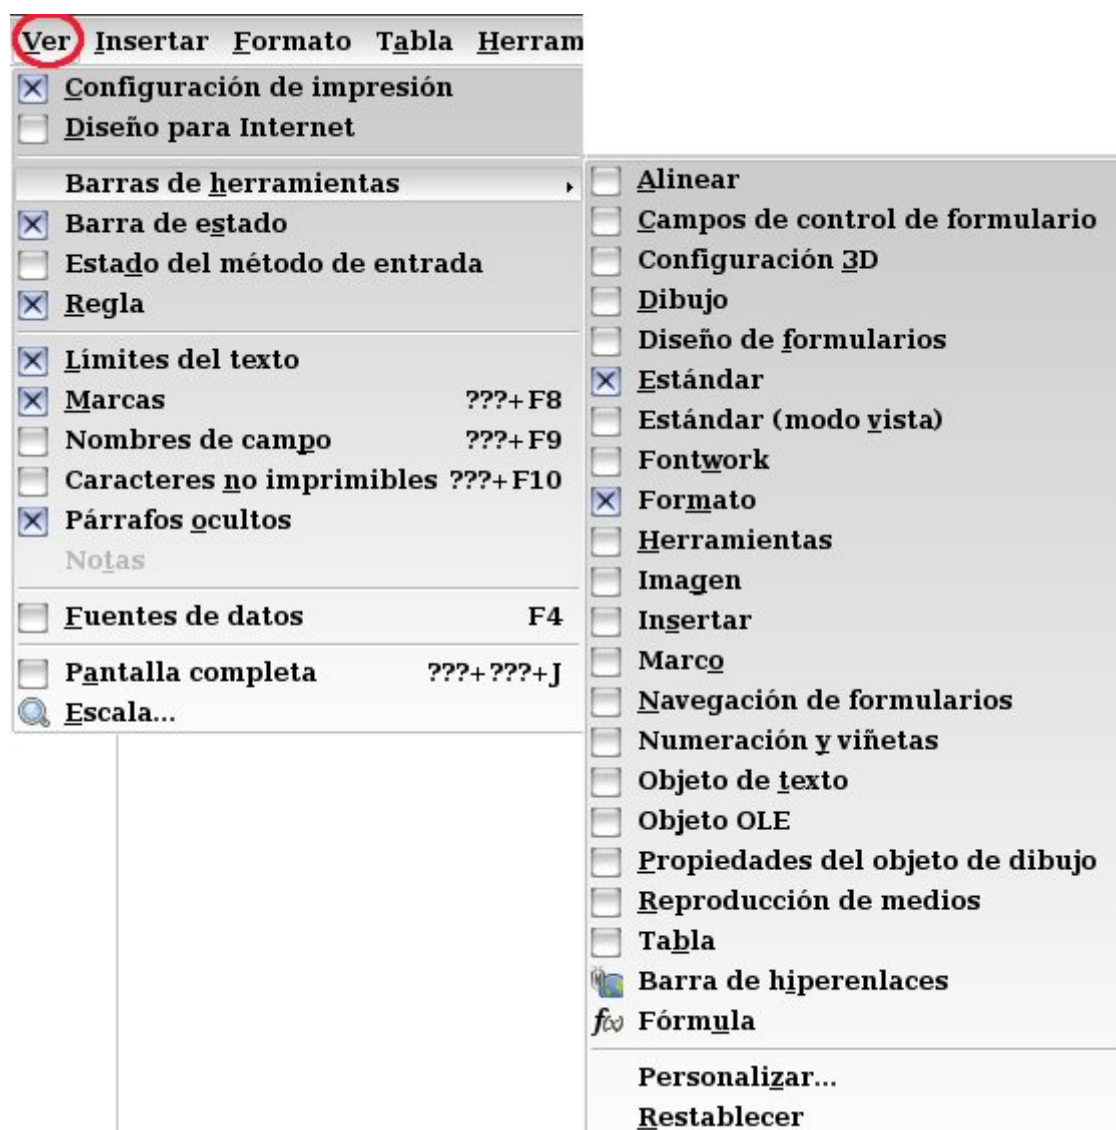 Ver Insertar Formato Tabla Herram
Configuración de impresión
Diseño para Internet
Barras de herramientas
Barra de estado
Estado del método de entrada
Regla
Límites del texto
Marcas ???+F8
Nombres de campo ???+F9
Caracteres no imprimibles ???+F10
Párrafos ocultos
Notas
Fuentes de datos F4
Pantalla completa ???+???+J
Escala...
Alinear
Campos de control de formulario
Configuración 3D
Dibujo
Diseño de formularios
Estándar
Estándar (modo vista)
Fontwork
Formato
Herramientas
Imagen
Insertar
Marco
Navegación de formularios
Numeración y viñetas
Objeto de texto
Objeto OLE
Propiedades del objeto de dibujo
Reproducción de medios
Tabla
Barra de hiperenlaces
f(x) Fórmula
Personalizar...
Restablecer